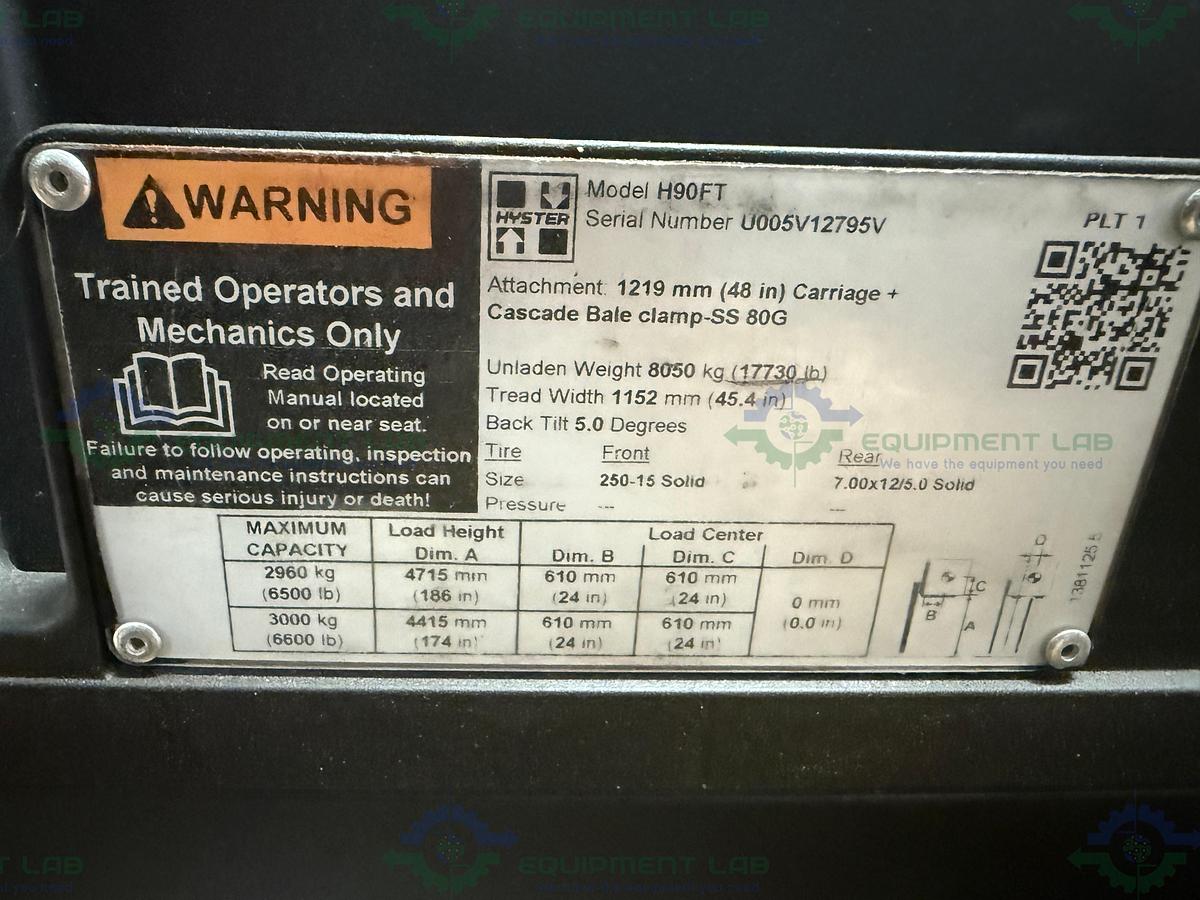 WARNING
Trained Operators and
Mechanics Only
Read Operating
Manual located
on or near seat.
Failure to follow operating, inspection
and maintenance instructions can
cause serious injury or death!
HYSTER
Model H90FT
Serial Number U005V12795V
PLT 1
Attachment: 1219 mm (48 in) Carriage +
Cascade Bale clamp-SS 80G
Unladen Weight 8050 kg (17730 lb)
Tread Width 1152 mm (45.4 in)
Back Tilt 5.0 Degrees
Tire Front Rear
Size 250-15 Solid 7.00x12/5.0 Solid
Pressure --- ---
MAXIMUM CAPACITY Load Height Dim. A Load Center Dim. B Dim. C Dim. D
2960 kg 4715 mm 610 mm 610 mm
(6500 lb) (186 in) (24 in) (24 in)
0 mm
(0.0 in)
3000 kg 4415 mm 610 mm 610 mm
(6600 lb) (174 in) (24 in) (24 in)
B C A D
EQUIPMENT LAB
We have the equipment you need
EQUIPMENT LAB
EQUIPMENT LAB